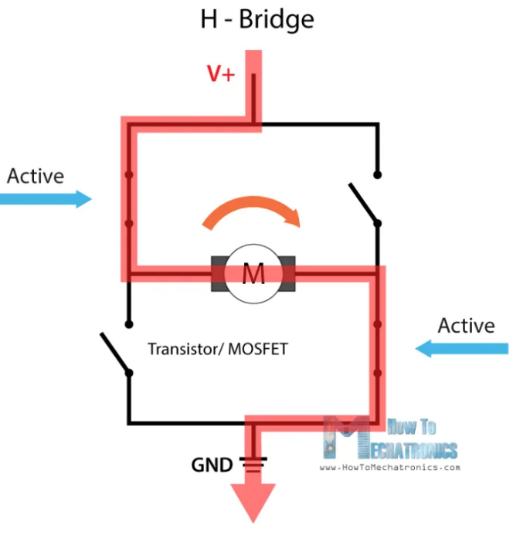 H - Bridge
V+
Active
M
Active
Transistor/ MOSFET
GND
How To
MECHATRONICS
www.HowToMechatronics.com